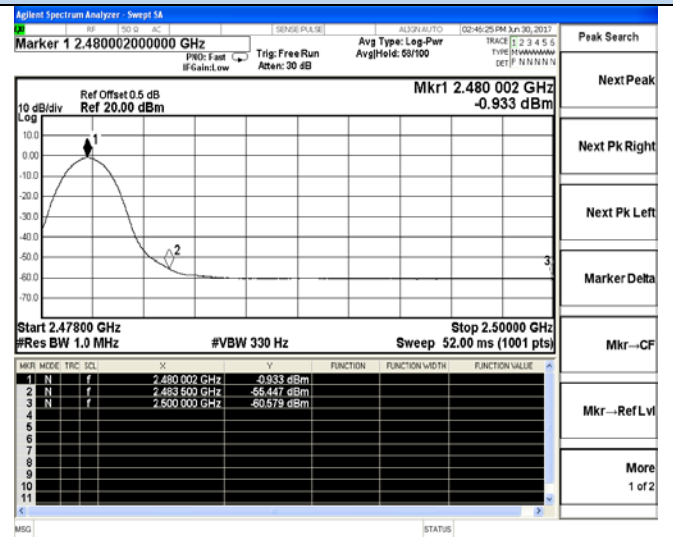 Agilent Spectrum Analyzer - Swept SA
RF 50 Ω AC SENSE:PULSE ALIGN AUTO 02:46:25 PM Jun 30, 2017
Marker 1 2.480002000000 GHz
PNO: Fast
IFGain:Low
Trig: Free Run
Atten: 30 dB
Avg Type: Log-Pwr
Avg|Hold: 58/100
TRACE 1 2 3 4 5 6
TYPE MWWWWW
DET P N N N N N
Ref Offset 0.5 dB
Ref 20.00 dBm
10 dB/div
Log
Mkr1 2.480 002 GHz
-0.933 dBm
10.0
0.00
-10.0
-20.0
-30.0
-40.0
-50.0
-60.0
-70.0
1
2
3
Start 2.47800 GHz
Stop 2.50000 GHz
#Res BW 1.0 MHz
#VBW 330 Hz
Sweep 52.00 ms (1001 pts)
MKR MODE TRC SCL X Y FUNCTION FUNCTION WIDTH FUNCTION VALUE
1 N f 2.480 002 GHz -0.933 dBm
2 N f 2.483 500 GHz -55.447 dBm
3 N f 2.500 000 GHz -60.579 dBm
4
5
6
7
8
9
10
11
MSG
STATUS
Peak Search
Next Peak
Next Pk Right
Next Pk Left
Marker Delta
Mkr→CF
Mkr→Ref Lvl
More
1 of 2